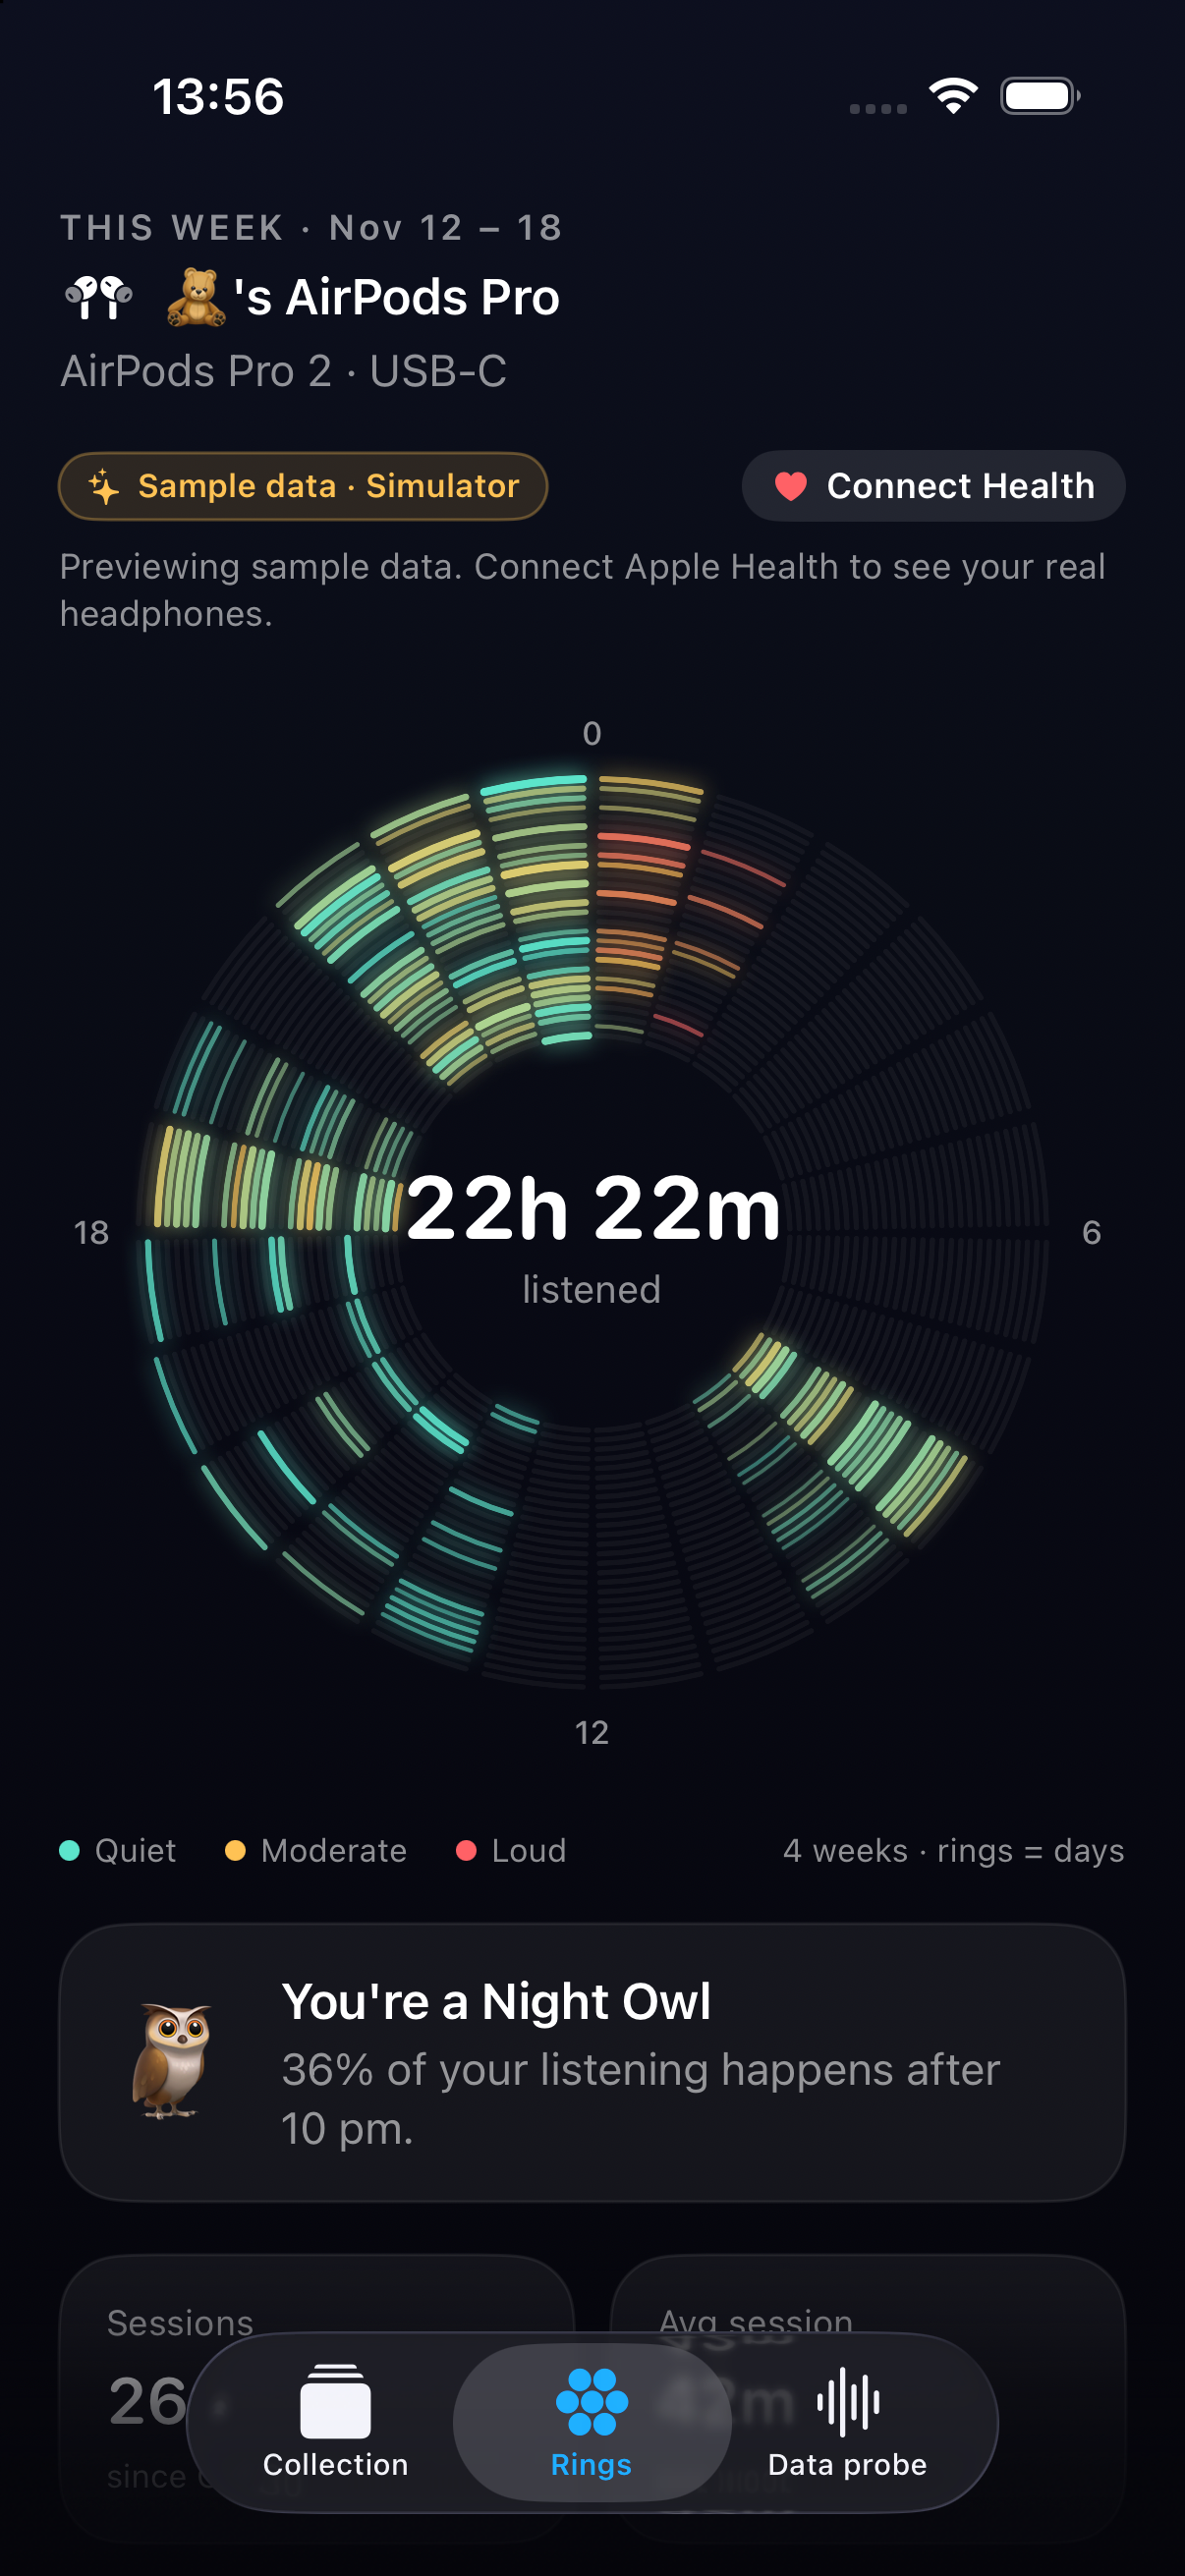 13:56
THIS WEEK · Nov 12 – 18
🧸's AirPods Pro
AirPods Pro 2 · USB-C
Sample data · Simulator
Connect Health
Previewing sample data. Connect Apple Health to see your real
headphones.
0
18
6
22h 22m
listened
12
Quiet
Moderate
Loud
4 weeks · rings = days
You're a Night Owl
36% of your listening happens after
10 pm.
Sessions
Avg session
26
42m
since
Collection
Rings
Data probe